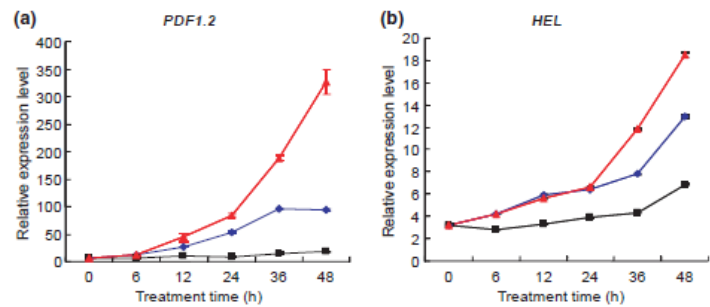 (a) PDF1.2
Relative expression level
400
350
300
250
200
150
100
50
0
0 6 12 24 36 48
Treatment time (h)
(b) HEL
Relative expression level
20
18
16
14
12
10
8
6
4
2
0
0 6 12 24 36 48
Treatment time (h)